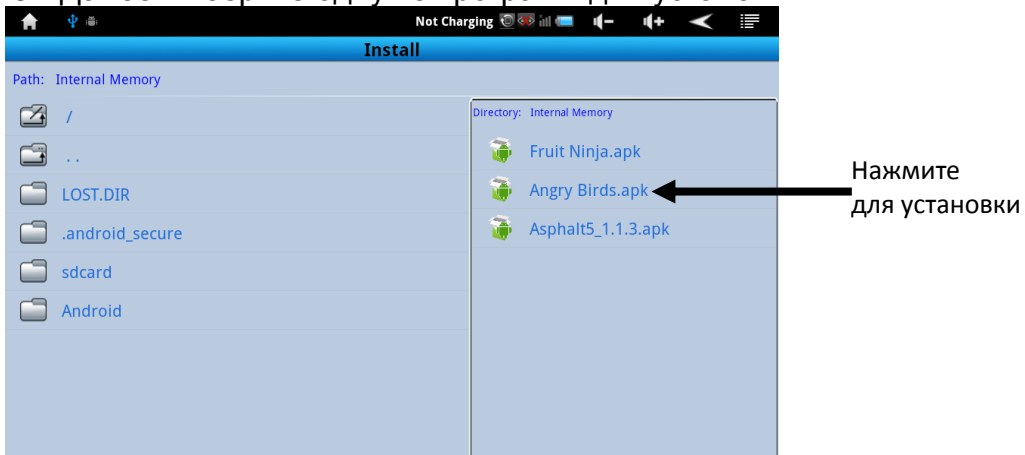 Not Charging
Install
Path: Internal Memory
/
. .
LOST.DIR
.android_secure
sdcard
Android
Directory: Internal Memory
Fruit Ninja.apk
Angry Birds.apk
Asphalt5_1.1.3.apk
Нажмите
для установки